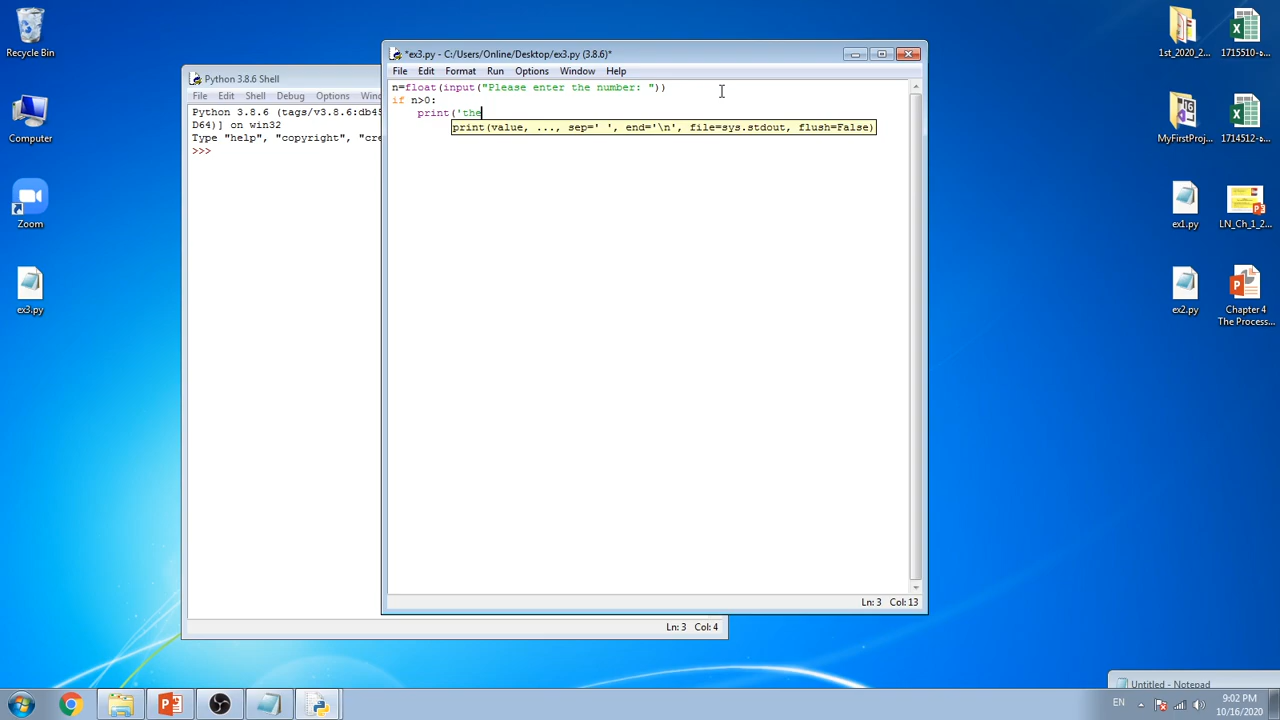 Recycle Bin
Computer
Zoom
ex3.py
Python 3.8.6 Shell
File Edit Shell Debug Options
Python 3.8.6 (tags/v3.8.6:db45
D64)] on win32
Type "help", "copyright", "cre
>>>
Ln: 3 Col: 4
*ex3.py - C:/Users/Online/Desktop/ex3.py (3.8.6)*
File Edit Format Run Options Window Help
n=float(input("Please enter the number: "))
if n>0:
print('the
print(value, ..., sep=' ', end='\n', file=sys.stdout, flush=False)
Ln: 3 Col: 13
1st_2020_2...
1715510-...
MyFirstProj...
1714512-...
ex1.py
LN_Ch_1_2...
ex2.py
Chapter 4
The Process...
Untitled - Notepad
EN
9:02 PM
10/16/2020